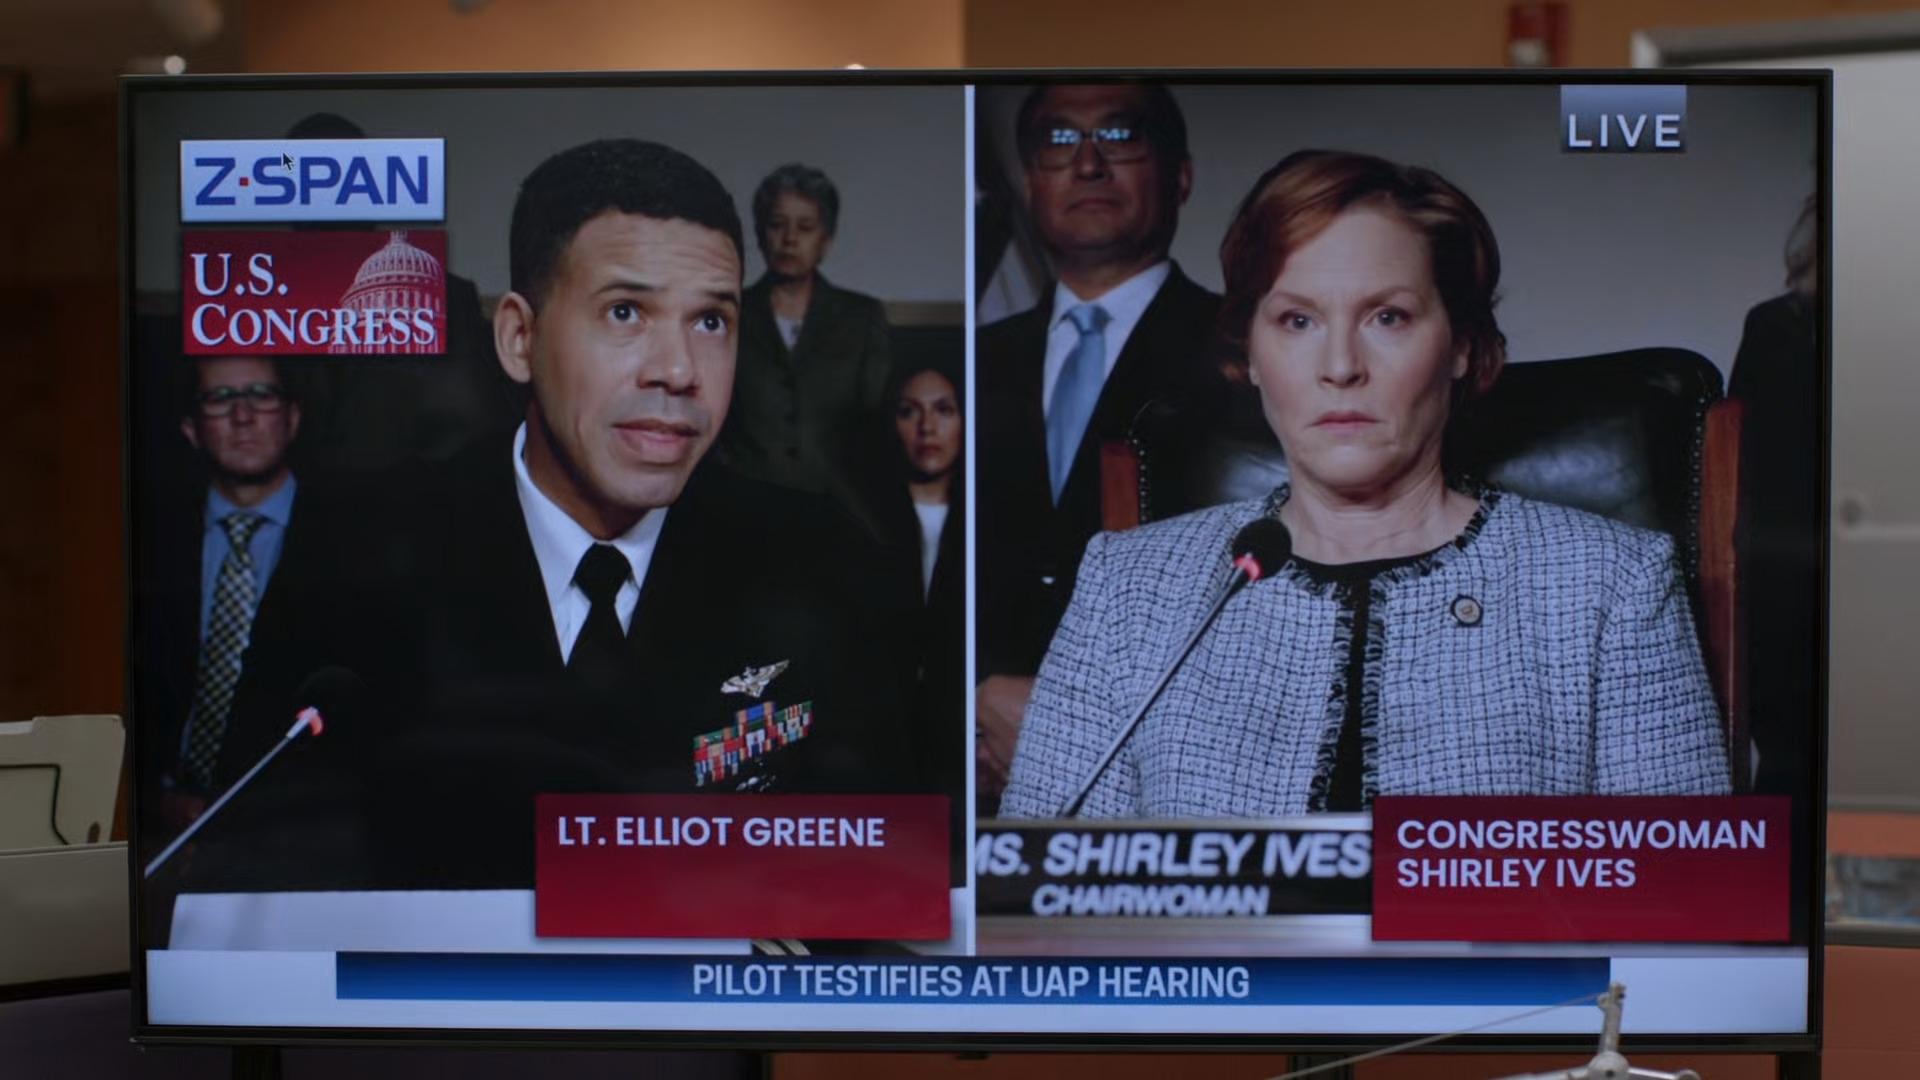 Z·SPAN
U.S.
CONGRESS
LIVE
LT. ELLIOT GREENE
MS. SHIRLEY IVES
CHAIRWOMAN
CONGRESSWOMAN
SHIRLEY IVES
PILOT TESTIFIES AT UAP HEARING